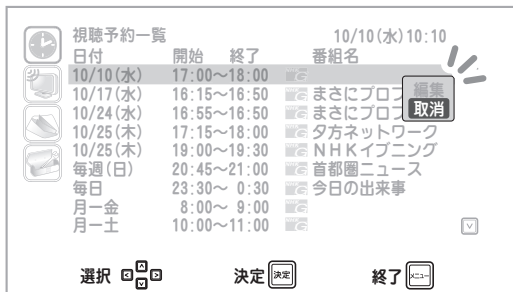 視聴予約一覧 10/10(水)10:10
日付 開始 終了 番組名
10/10(水) 17:00〜18:00
10/17(水) 16:15〜16:50 まさにプロフ
10/24(水) 16:55〜16:50 まさにプロフ
10/25(木) 17:15〜18:00 夕方ネットワーク
10/25(木) 19:00〜19:30 NHKイブニング
毎週(日) 20:45〜21:00 首都圏ニュース
毎日 23:30〜 0:30 今日の出来事
月ー金 8:00〜 9:00
月ー土 10:00〜11:00
編集
取消
選択 決定 決定 終了 メニュー